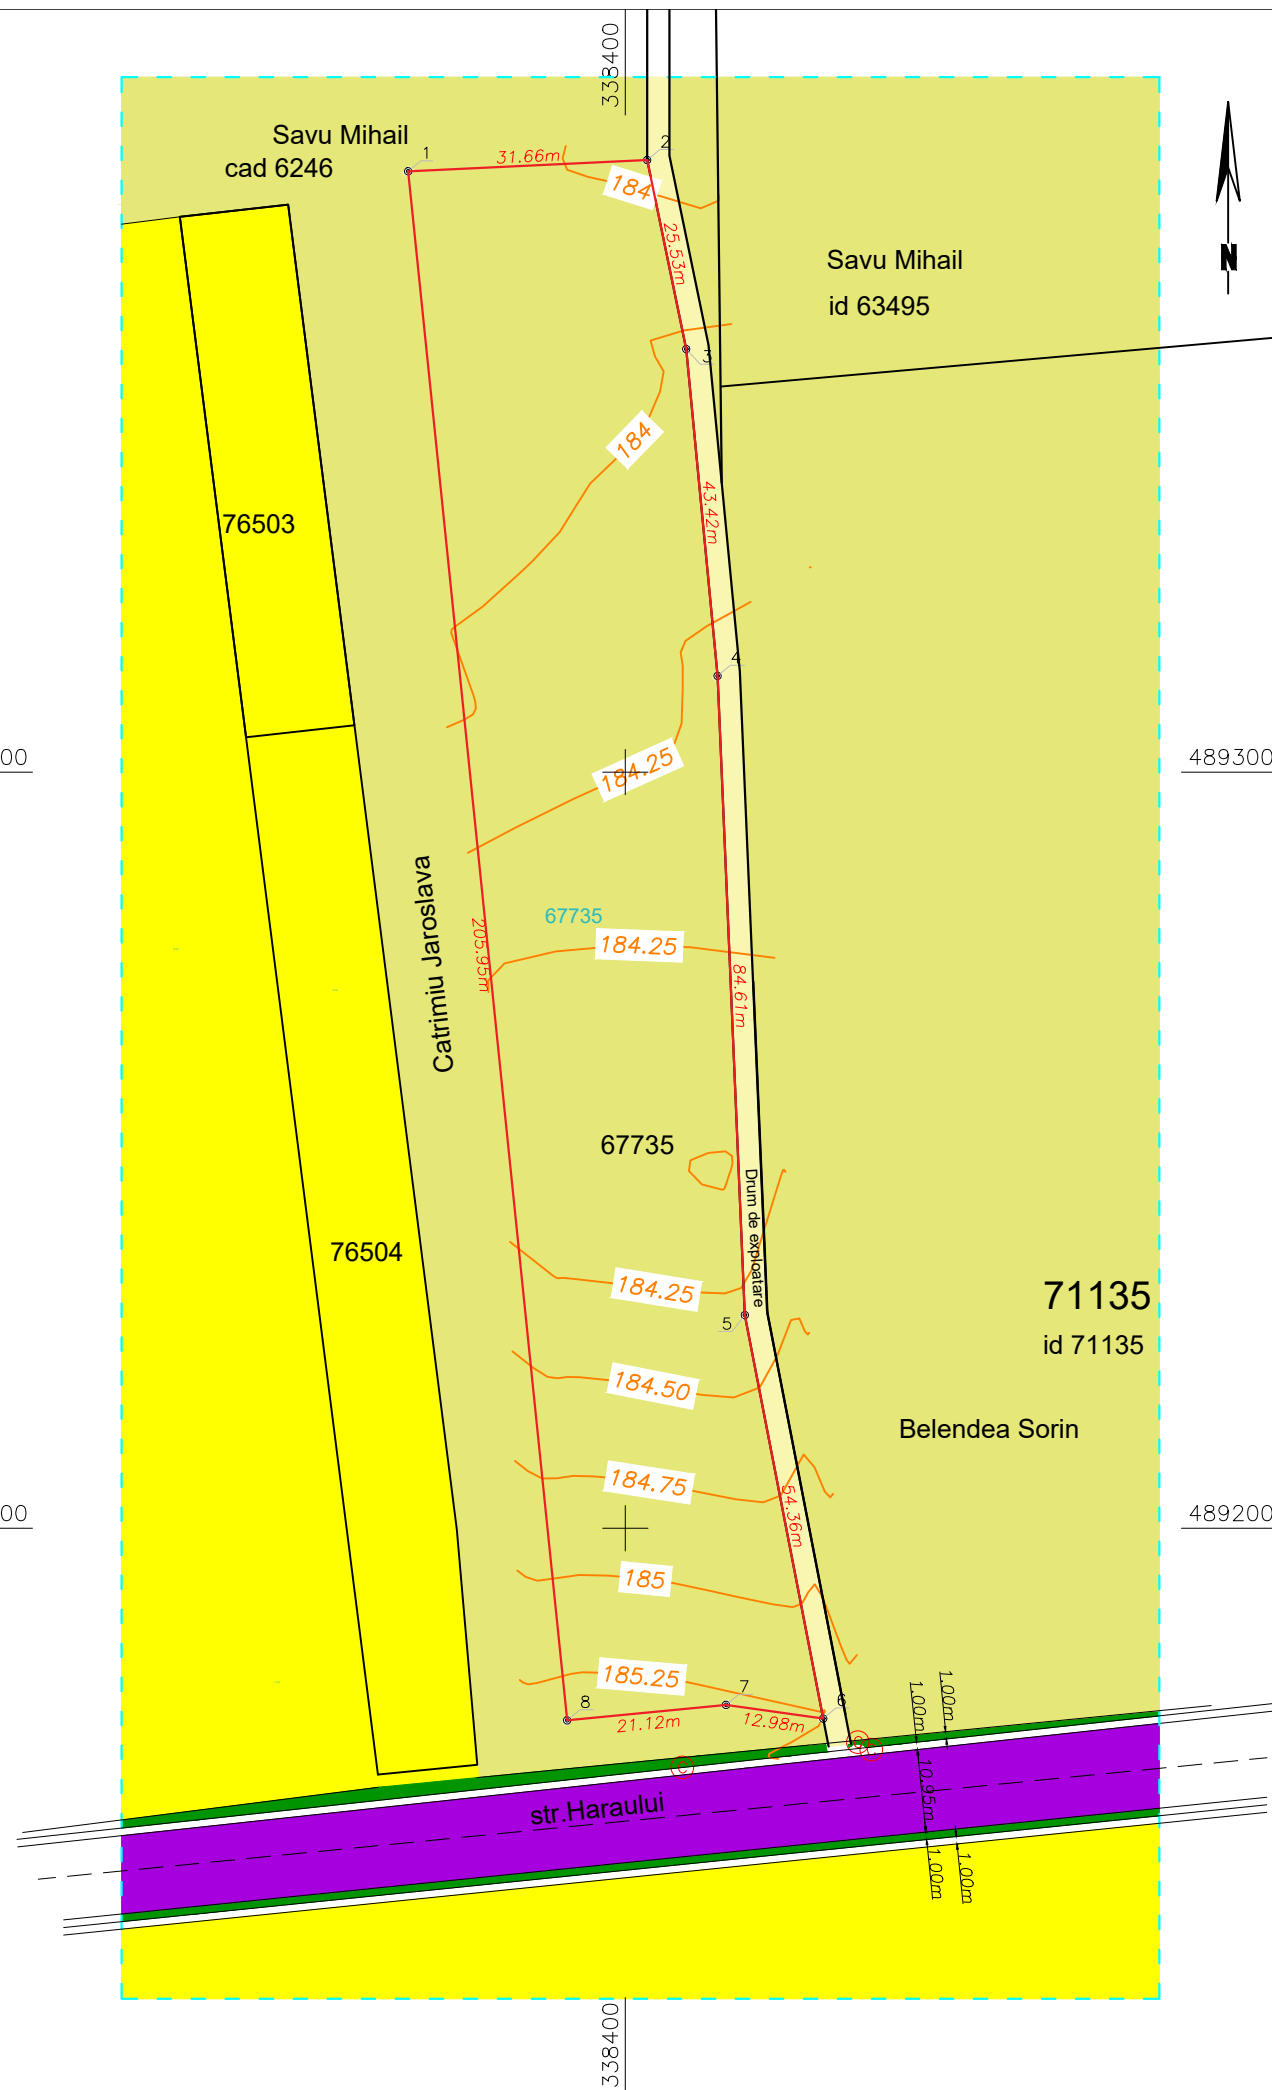 338400
Savu Mihail
cad 6246
1
31.66m
2
184
25.53m
Savu Mihail
id 63495
N
3
184
76503
43.42m
4
00
184.25
489300
Catrimiu Jaroslava
205.95m
67735
184.25
84.61m
67735
Drum de exploatare
76504
184.25
5
71135
id 71135
184.50
Belendea Sorin
184.75
54.36m
00
489200
185
185.25
8
7
6
21.12m
12.98m
1.00m
1.00m
10.95m
str.Haraului
1.00m
1.00m
338400